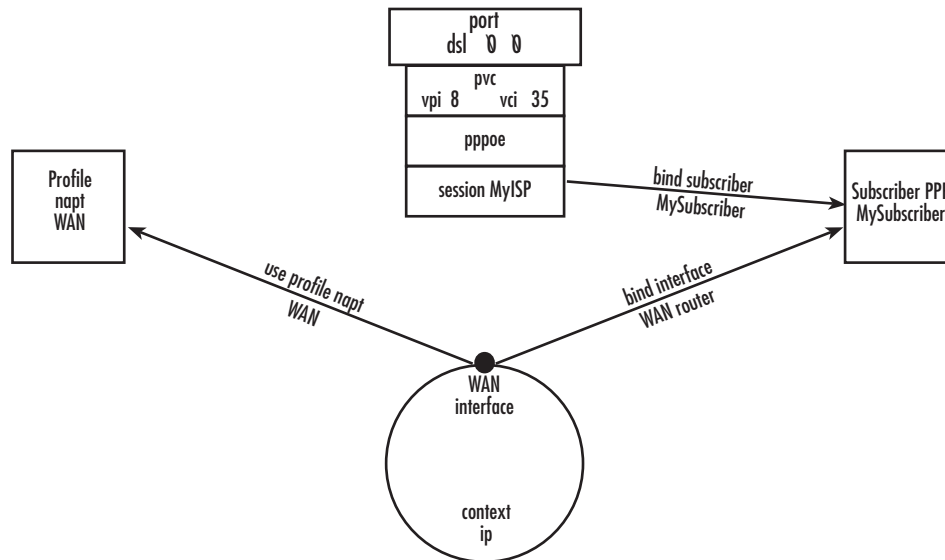 port
dsl 0 0
pvc
vpi 8 vci 35
pppoe
session MyISP
bind subscriber
MySubscriber
Profile
napt
WAN
Subscriber PPP
MySubscriber
use profile napt
WAN
bind interface
WAN router
WAN
interface
context
ip